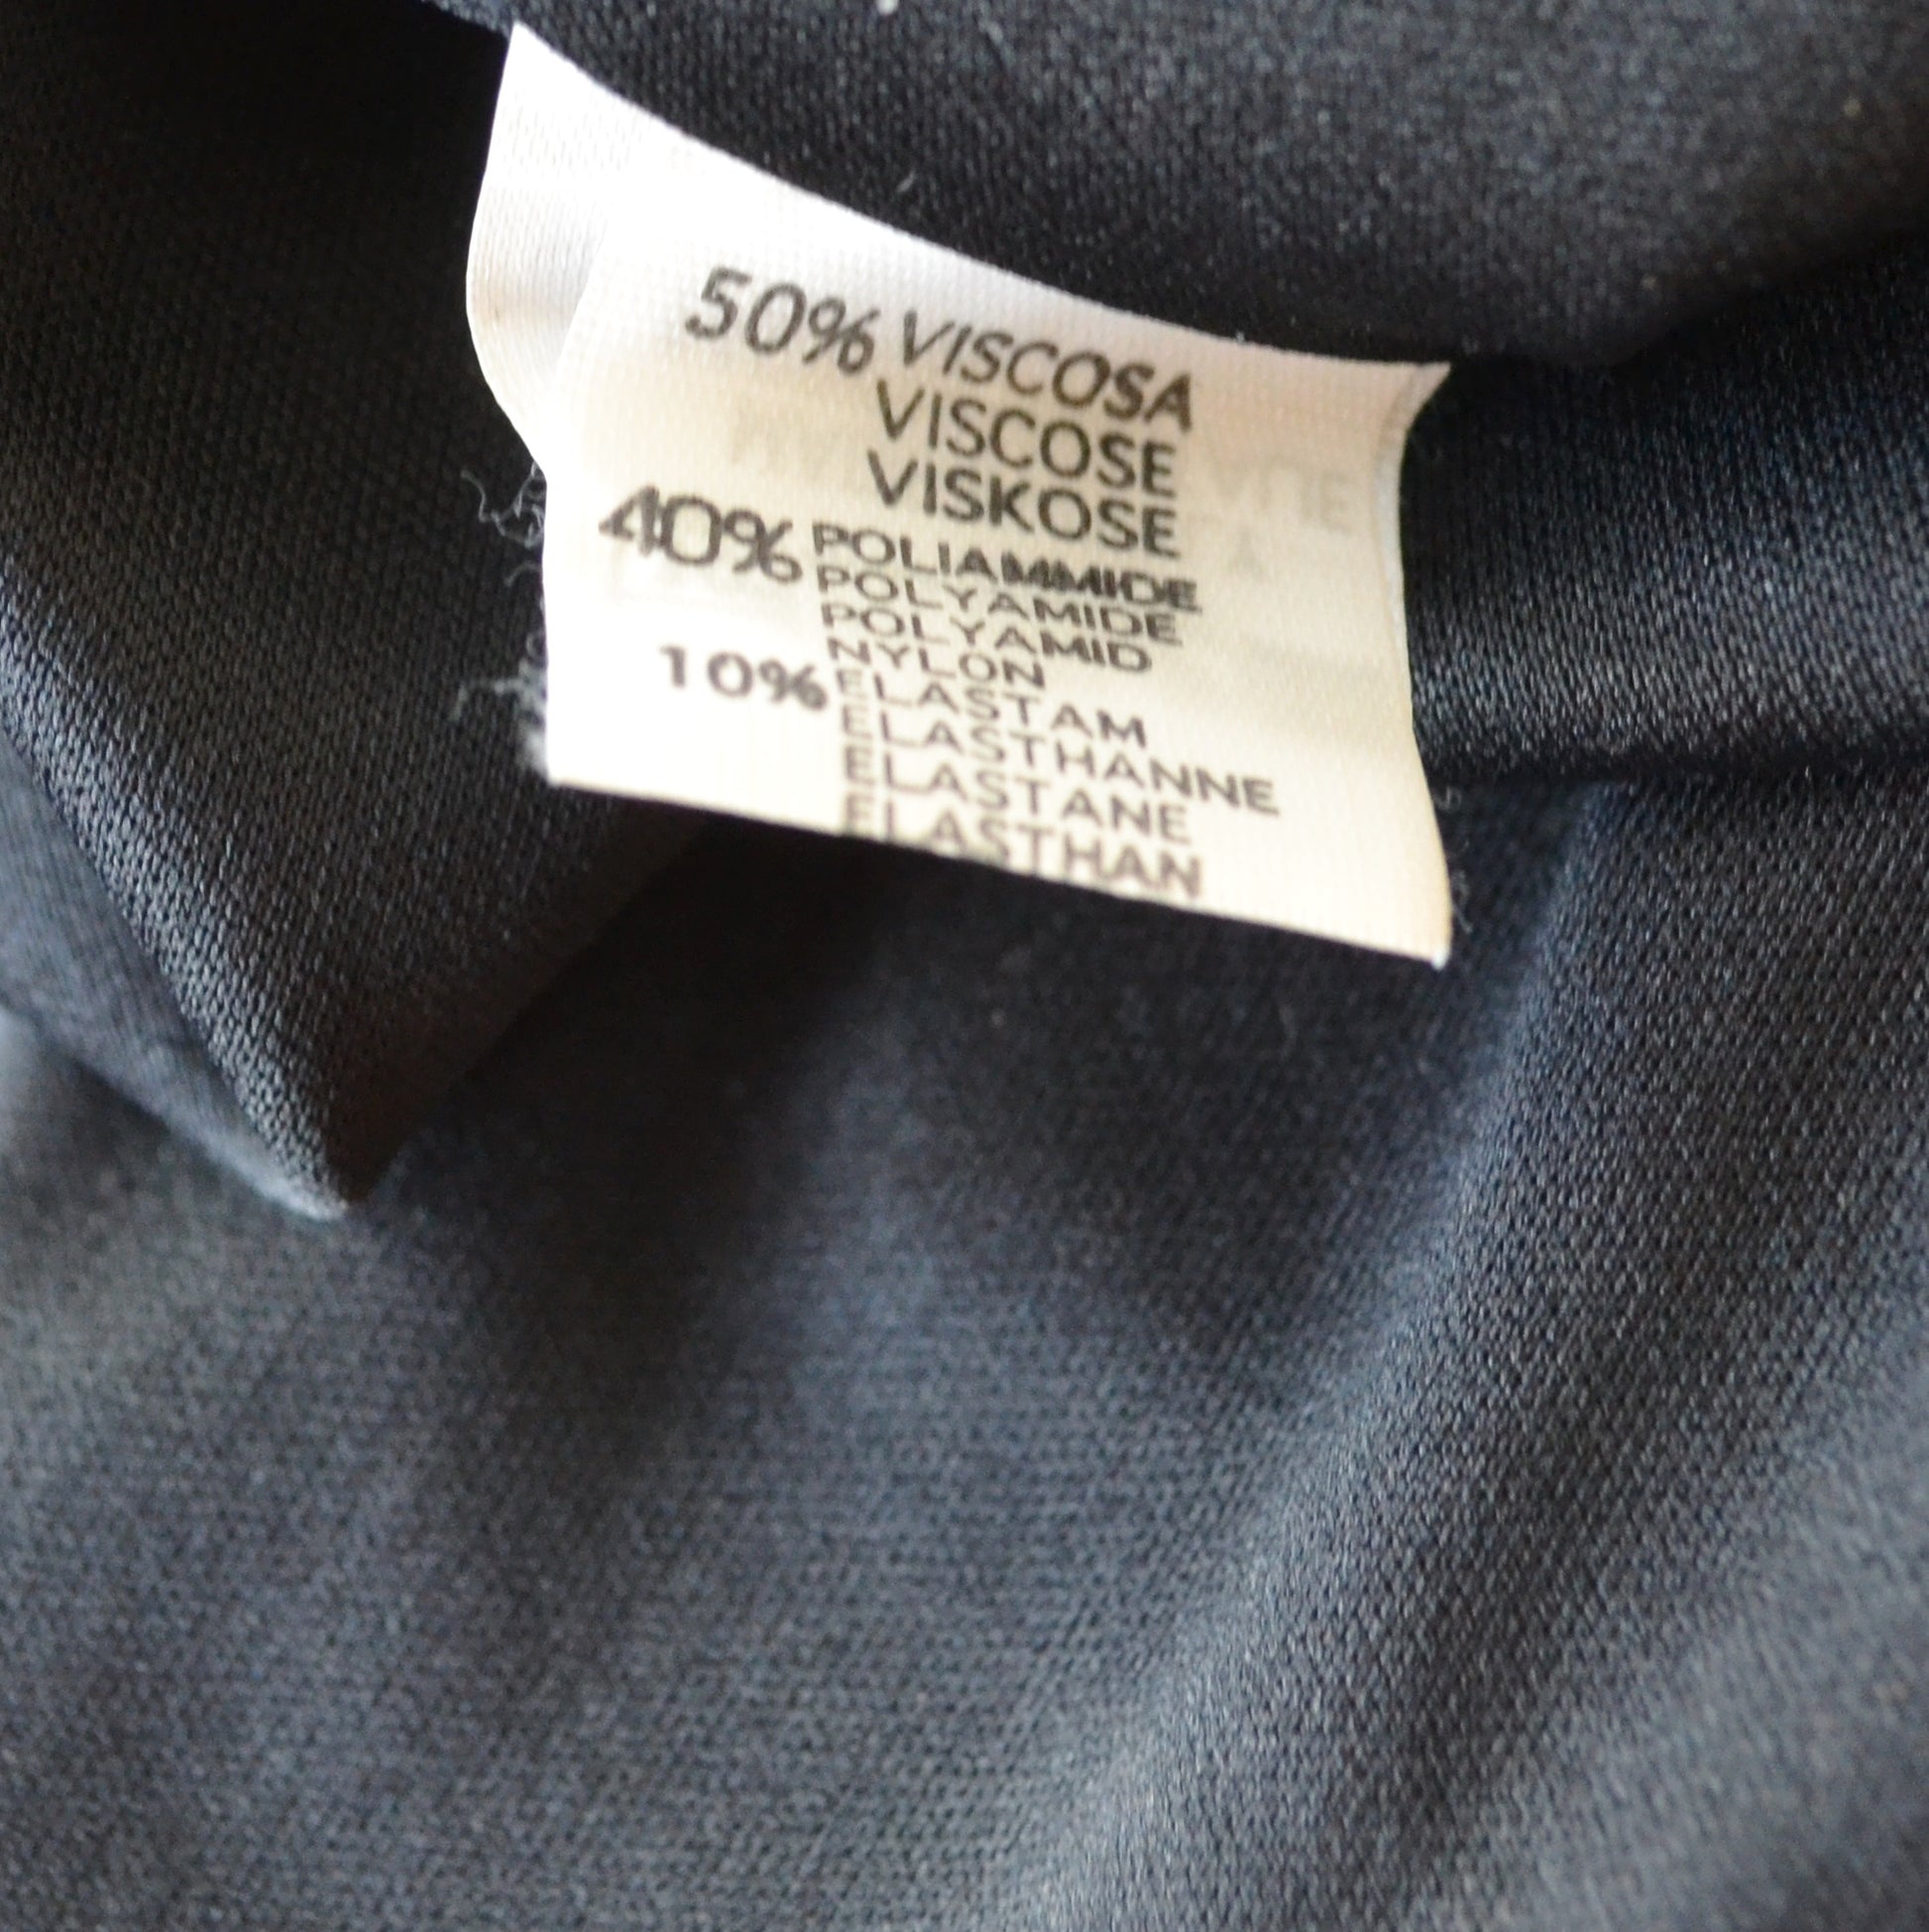 50% VISCOSA
VISCOSE
VISKOSE
40% POLIAMMIDE
POLYAMIDE
POLYAMID
NYLON
10% ELASTAM
ELASTHANNE
ELASTANE
ELASTHAN